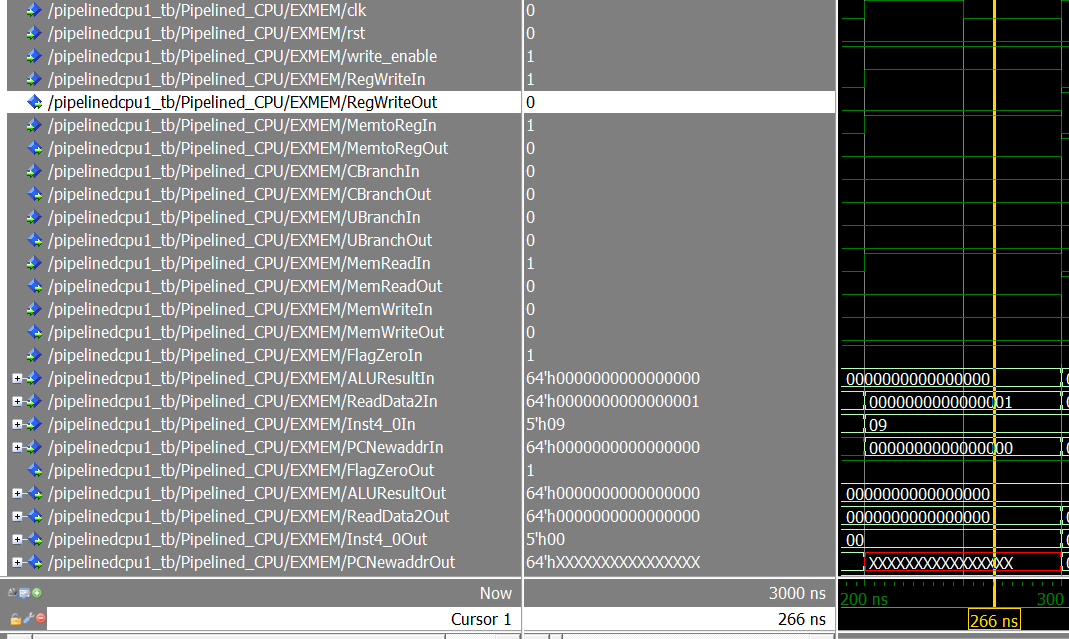 /pipelinedcpu1_tb/Pipelined_CPU/EXMEM/clk 0
/pipelinedcpu1_tb/Pipelined_CPU/EXMEM/rst 0
/pipelinedcpu1_tb/Pipelined_CPU/EXMEM/write_enable 1
/pipelinedcpu1_tb/Pipelined_CPU/EXMEM/RegWriteIn 1
/pipelinedcpu1_tb/Pipelined_CPU/EXMEM/RegWriteOut 0
/pipelinedcpu1_tb/Pipelined_CPU/EXMEM/MemtoRegIn 1
/pipelinedcpu1_tb/Pipelined_CPU/EXMEM/MemtoRegOut 0
/pipelinedcpu1_tb/Pipelined_CPU/EXMEM/CBranchIn 0
/pipelinedcpu1_tb/Pipelined_CPU/EXMEM/CBranchOut 0
/pipelinedcpu1_tb/Pipelined_CPU/EXMEM/UBranchIn 0
/pipelinedcpu1_tb/Pipelined_CPU/EXMEM/UBranchOut 0
/pipelinedcpu1_tb/Pipelined_CPU/EXMEM/MemReadIn 1
/pipelinedcpu1_tb/Pipelined_CPU/EXMEM/MemReadOut 0
/pipelinedcpu1_tb/Pipelined_CPU/EXMEM/MemWriteIn 0
/pipelinedcpu1_tb/Pipelined_CPU/EXMEM/MemWriteOut 0
/pipelinedcpu1_tb/Pipelined_CPU/EXMEM/FlagZeroIn 1
/pipelinedcpu1_tb/Pipelined_CPU/EXMEM/ALUResultIn 64'h0000000000000000 0000000000000000
/pipelinedcpu1_tb/Pipelined_CPU/EXMEM/ReadData2In 64'h0000000000000001 0000000000000001
/pipelinedcpu1_tb/Pipelined_CPU/EXMEM/Inst4_0In 5'h09 09
/pipelinedcpu1_tb/Pipelined_CPU/EXMEM/PCNewaddrIn 64'h0000000000000000 0000000000000000
/pipelinedcpu1_tb/Pipelined_CPU/EXMEM/FlagZeroOut 1
/pipelinedcpu1_tb/Pipelined_CPU/EXMEM/ALUResultOut 64'h0000000000000000 0000000000000000
/pipelinedcpu1_tb/Pipelined_CPU/EXMEM/ReadData2Out 64'h0000000000000000 0000000000000000
/pipelinedcpu1_tb/Pipelined_CPU/EXMEM/Inst4_0Out 5'h00 00
/pipelinedcpu1_tb/Pipelined_CPU/EXMEM/PCNewaddrOut 64'hXXXXXXXXXXXXXXXX XXXXXXXXXXXXXXXX
Now 3000 ns 200 ns 300
Cursor 1 266 ns 266 ns